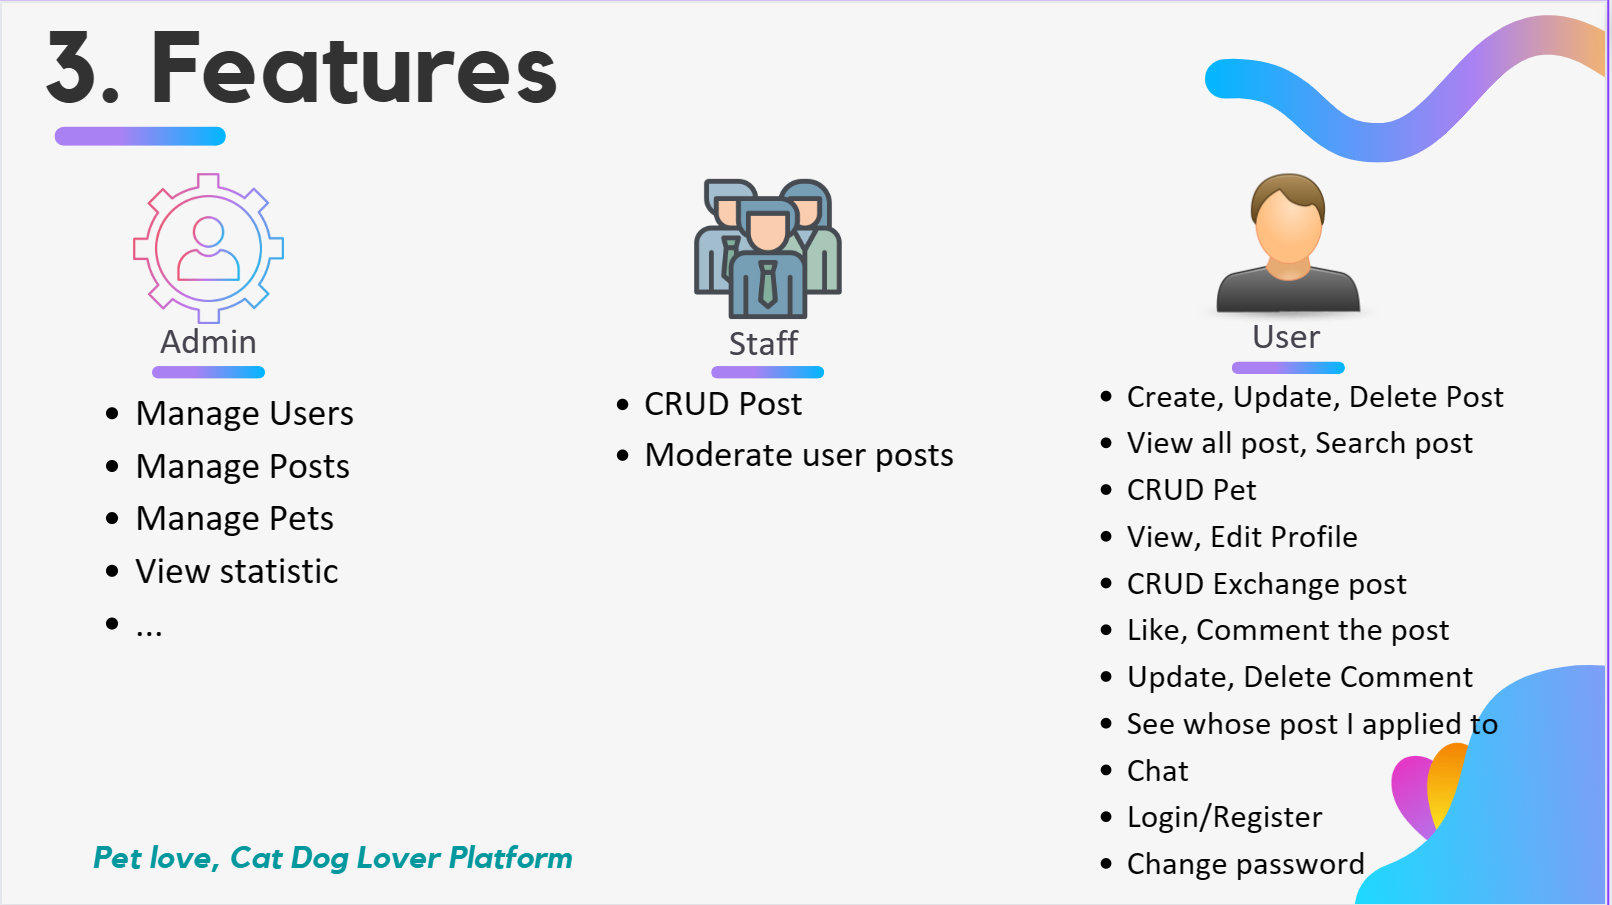 3. Features
Admin
• Manage Users
• Manage Posts
• Manage Pets
• View statistic
• ...
Staff
• CRUD Post
• Moderate user posts
User
• Create, Update, Delete Post
• View all post, Search post
• CRUD Pet
• View, Edit Profile
• CRUD Exchange post
• Like, Comment the post
• Update, Delete Comment
• See whose post I applied to
• Chat
• Login/Register
• Change password
Pet love, Cat Dog Lover Platform